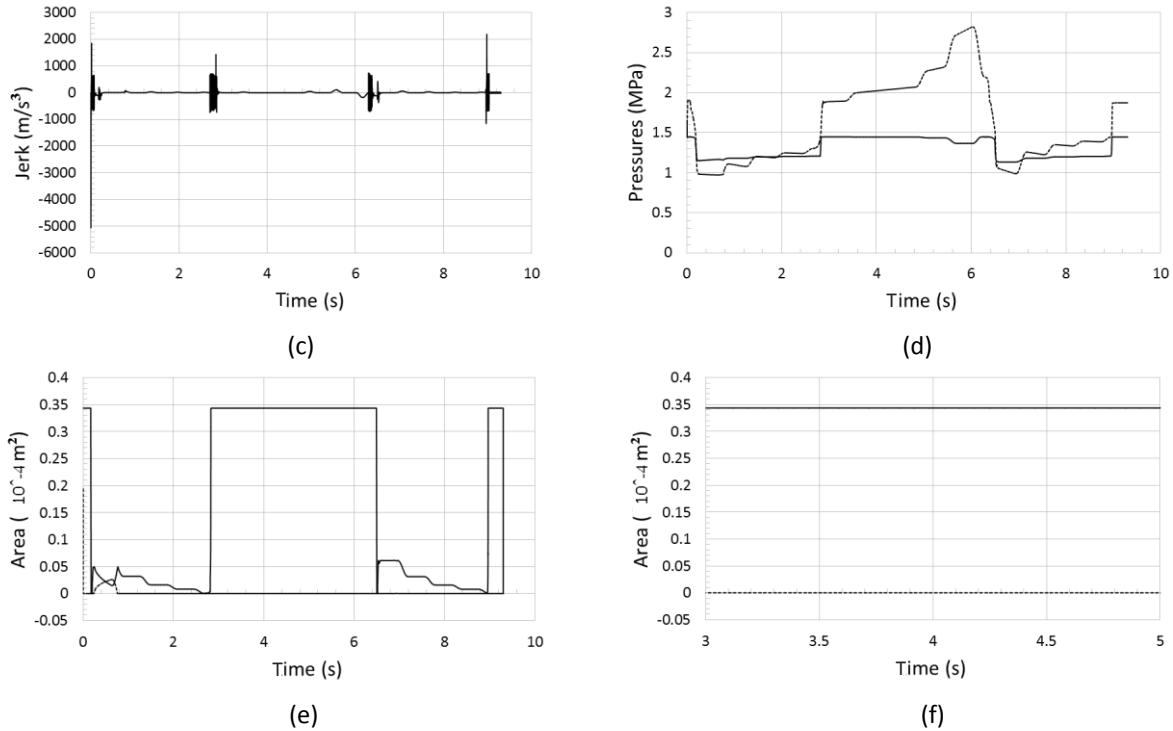 3000
2000
1000
0
-1000
-2000
-3000
-4000
-5000
-6000
Jerk (m/s³)
0 2 4 6 8 10
Time (s)
(c)
3
2.5
2
1.5
1
0.5
0
Pressures (MPa)
0 2 4 6 8 10
Time (s)
(d)
0.4
0.35
0.3
0.25
0.2
0.15
0.1
0.05
0
-0.05
Area ( 10^-4 m²)
0 2 4 6 8 10
Time (s)
(e)
0.4
0.35
0.3
0.25
0.2
0.15
0.1
0.05
0
-0.05
Area ( 10^-4 m²)
3 3.5 4 4.5 5
Time (s)
(f)